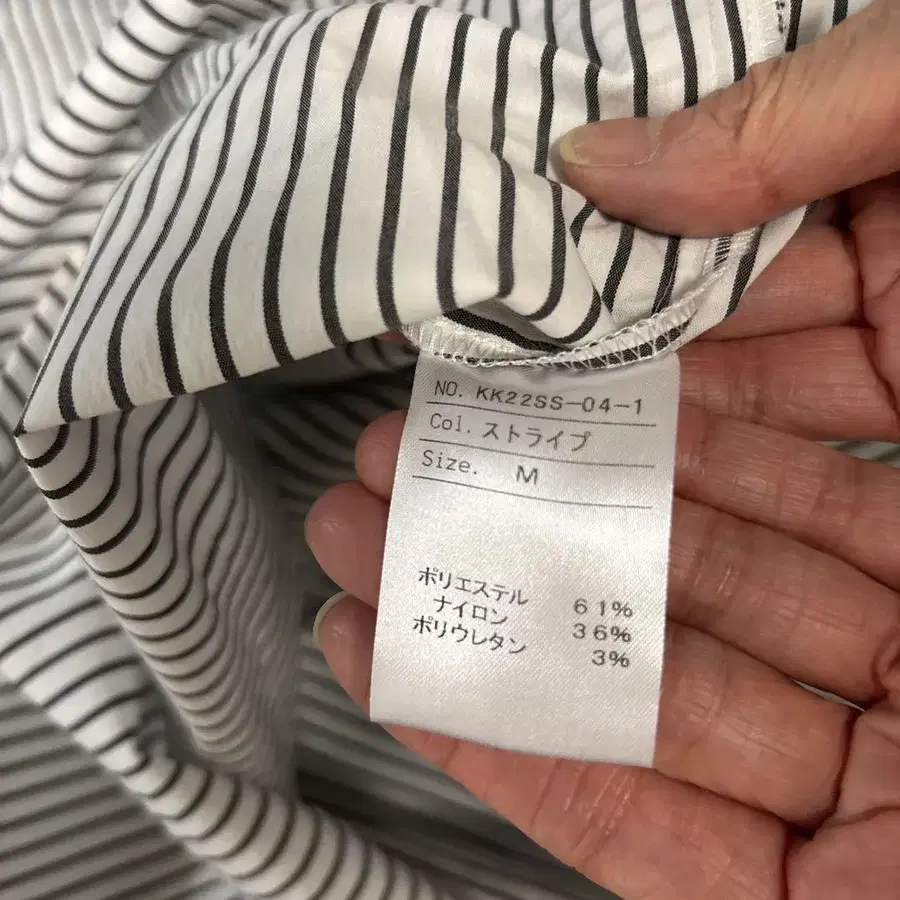 NO. KK22SS-04-1
Col. ストライプ
Size. M
ポリエステル 61%
ナイロン 36%
ポリウレタン 3%